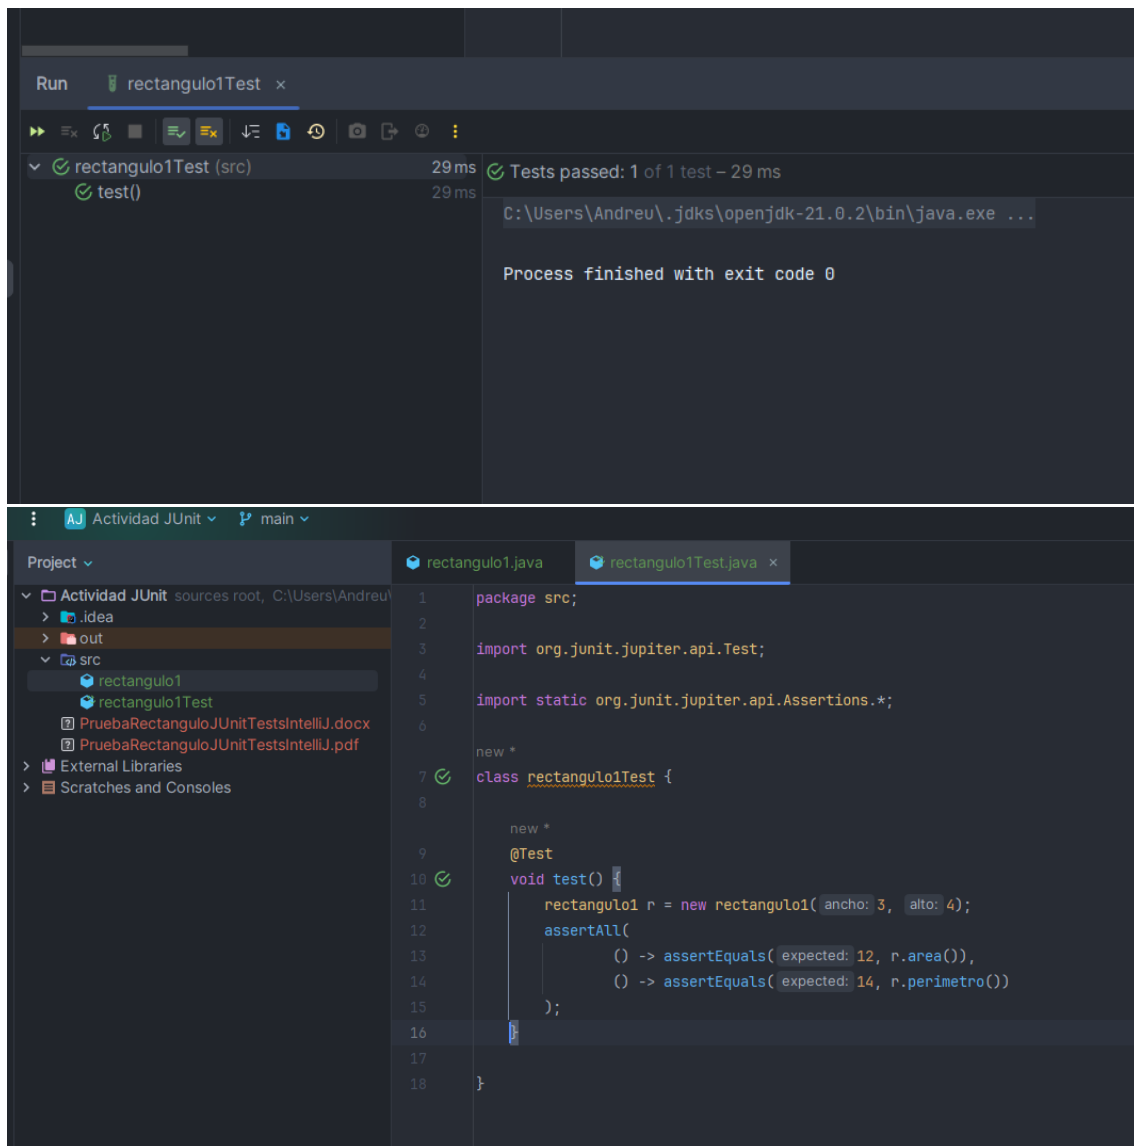 Run rectangulo1Test ×
rectangulo1Test (src) 29 ms
test() 29 ms
Tests passed: 1 of 1 test – 29 ms
C:\Users\Andreu\.jdks\openjdk-21.0.2\bin\java.exe ...
Process finished with exit code 0
AJ Actividad JUnit main
Project
Actividad JUnit sources root, C:\Users\Andreu\
.idea
out
src
rectangulo1
rectangulo1Test
PruebaRectanguloJUnitTestsIntelliJ.docx
PruebaRectanguloJUnitTestsIntelliJ.pdf
External Libraries
Scratches and Consoles
rectangulo1.java rectangulo1Test.java ×
1 package src;
2
3 import org.junit.jupiter.api.Test;
4
5 import static org.junit.jupiter.api.Assertions.*;
6
new *
7 class rectangulo1Test {
8
new *
9 @Test
10 void test() {
11 rectangulo1 r = new rectangulo1( ancho: 3, alto: 4);
12 assertAll(
13 () -> assertEquals( expected: 12, r.area()),
14 () -> assertEquals( expected: 14, r.perimetro())
15 );
16 }
17
18 }